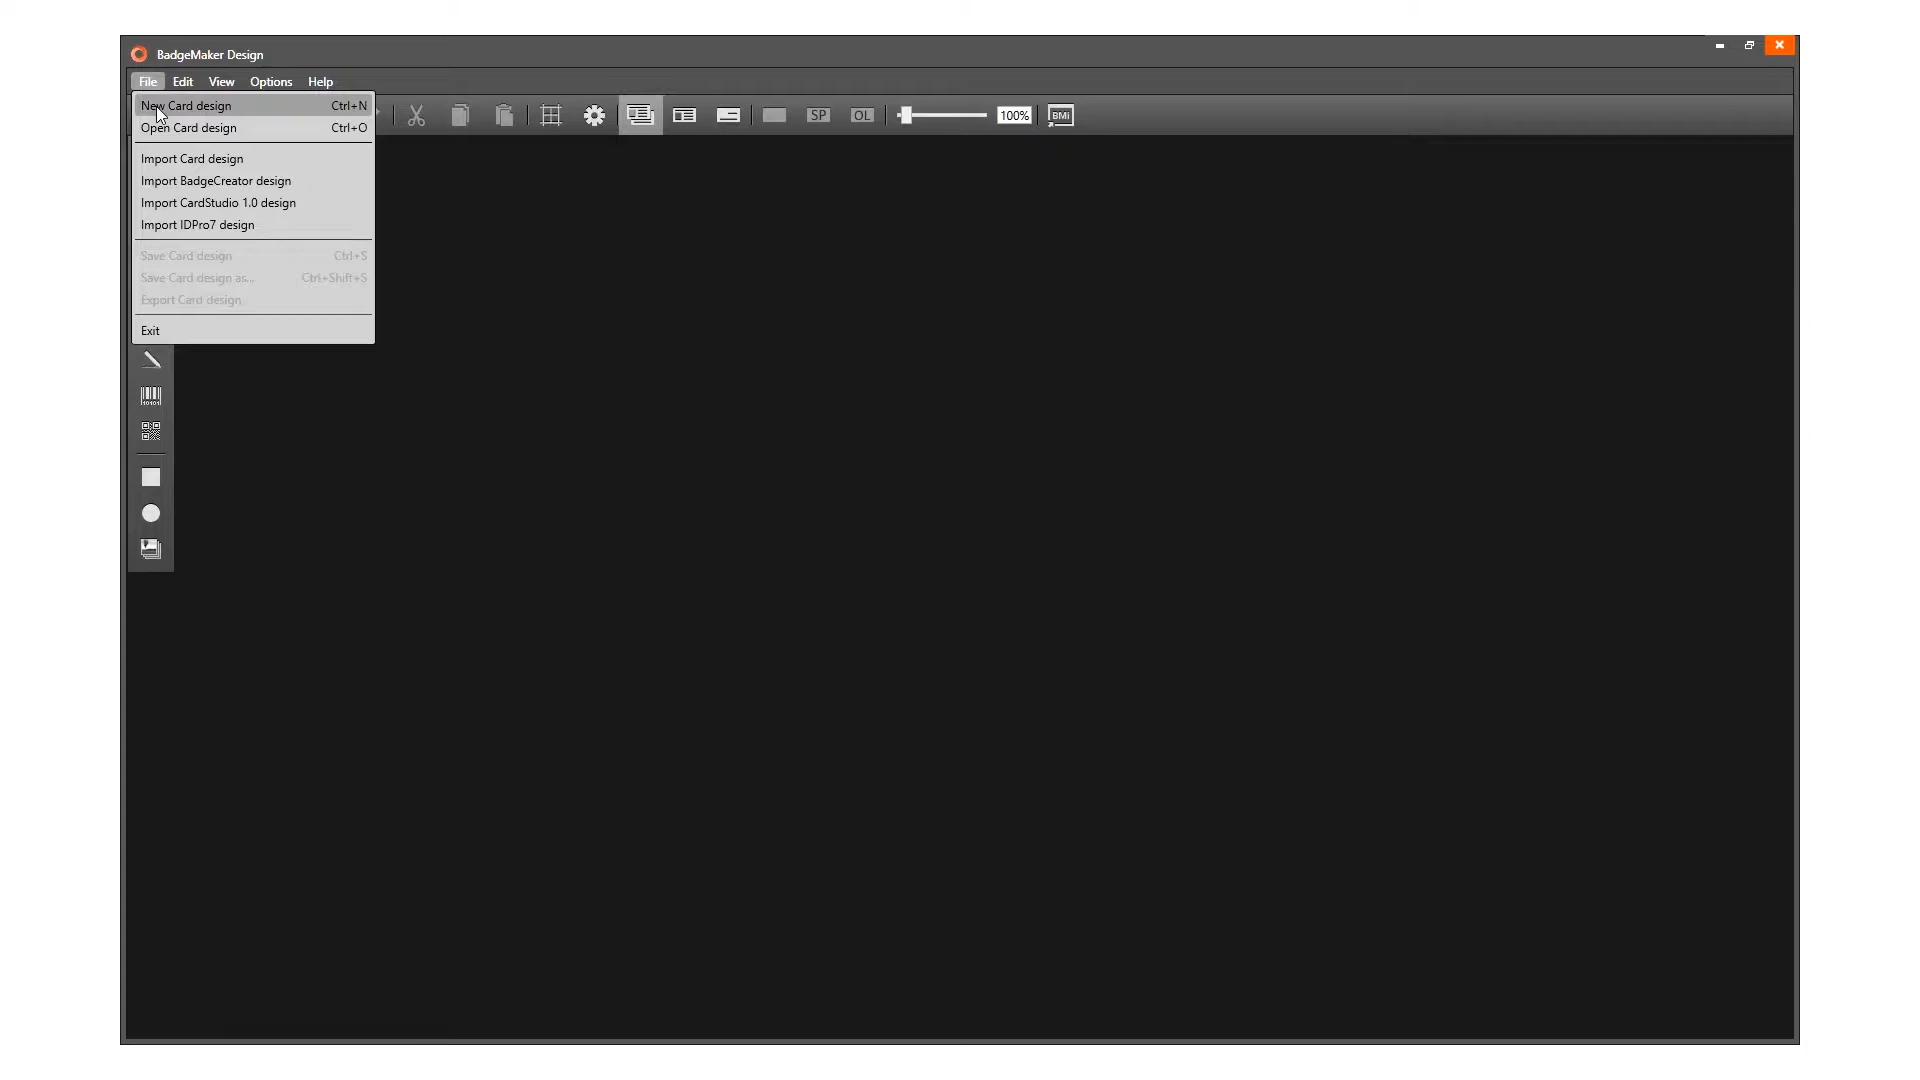 BadgeMaker Design
File Edit View Options Help
New Card design Ctrl+N
Open Card design Ctrl+O
SP OL 100% BMi
Import Card design
Import BadgeCreator design
Import CardStudio 1.0 design
Import IDPro7 design
Save Card design Ctrl+S
Save Card design as... Ctrl+Shift+S
Export Card design
Exit